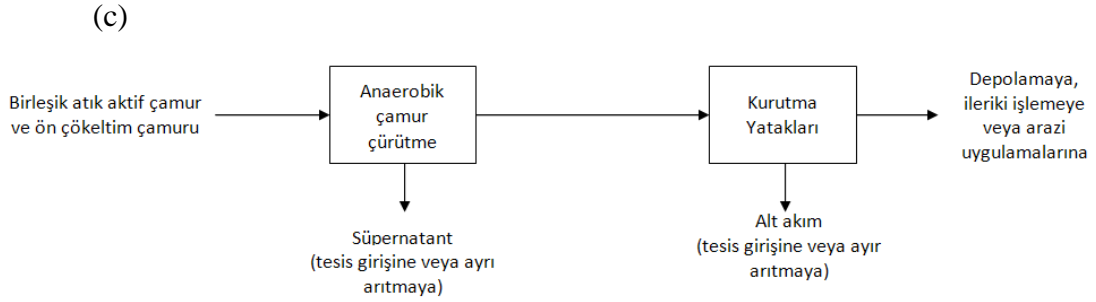 (c)
Birleşik atık aktif çamur
ve ön çökeltim çamuru
Anaerobik
çamur
çürütme
Kurutma
Yatakları
Depolamaya,
ileriki işlemeye
veya arazi
uygulamalarına
Süpernatant
(tesis girişine veya ayrı
arıtmaya)
Alt akım
(tesis girişine veya ayır
arıtmaya)